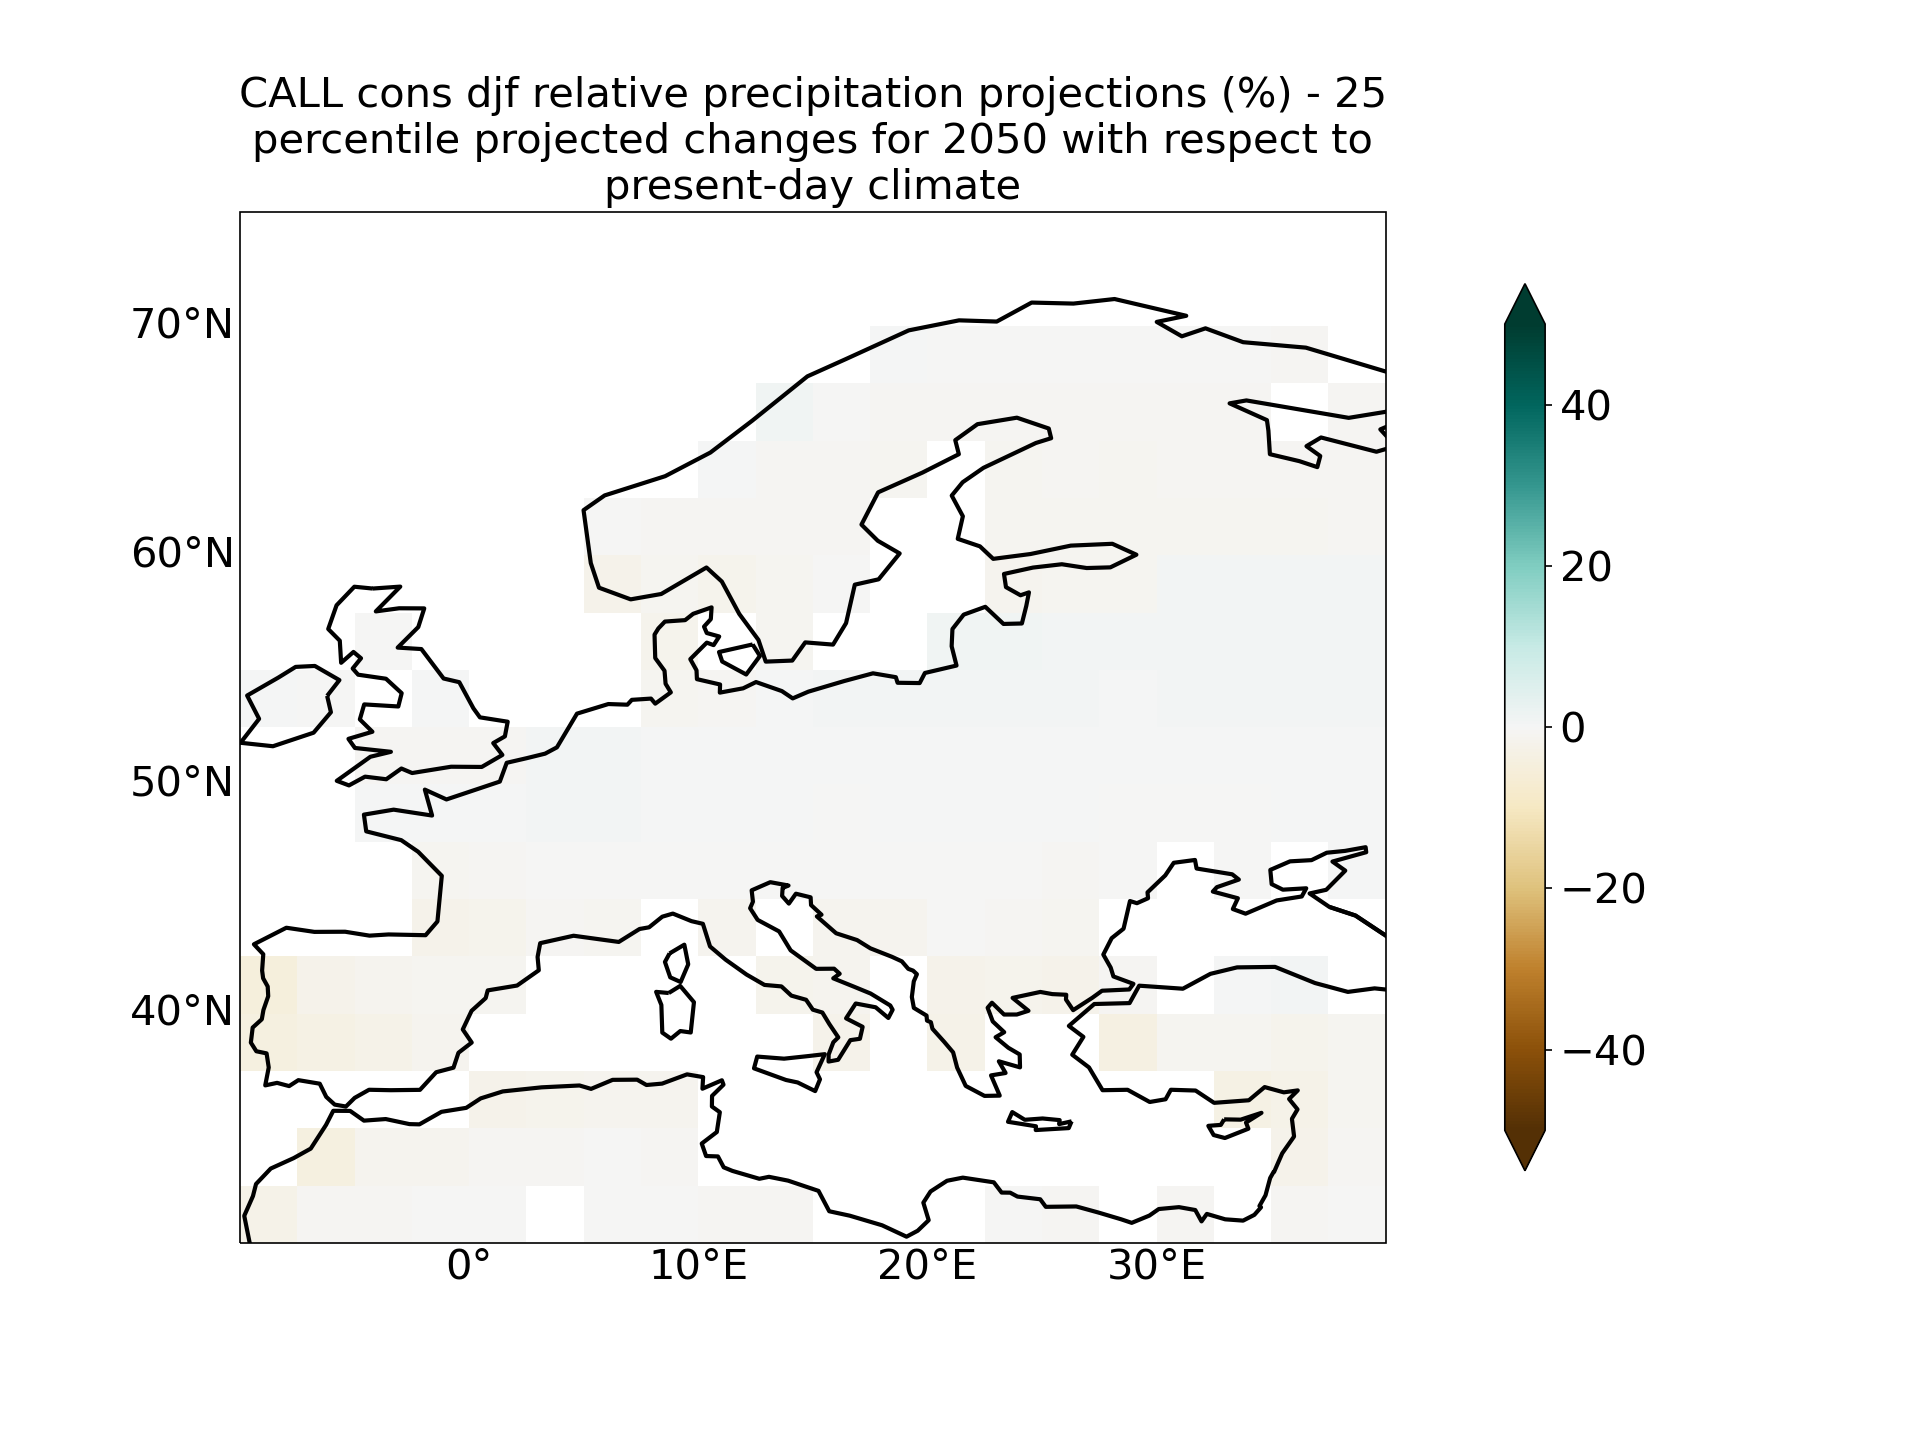 CALL cons djf relative precipitation projections (%) - 25
percentile projected changes for 2050 with respect to
present-day climate
70°N
60°N
50°N
40°N
0°
10°E
20°E
30°E
40
20
0
−20
−40